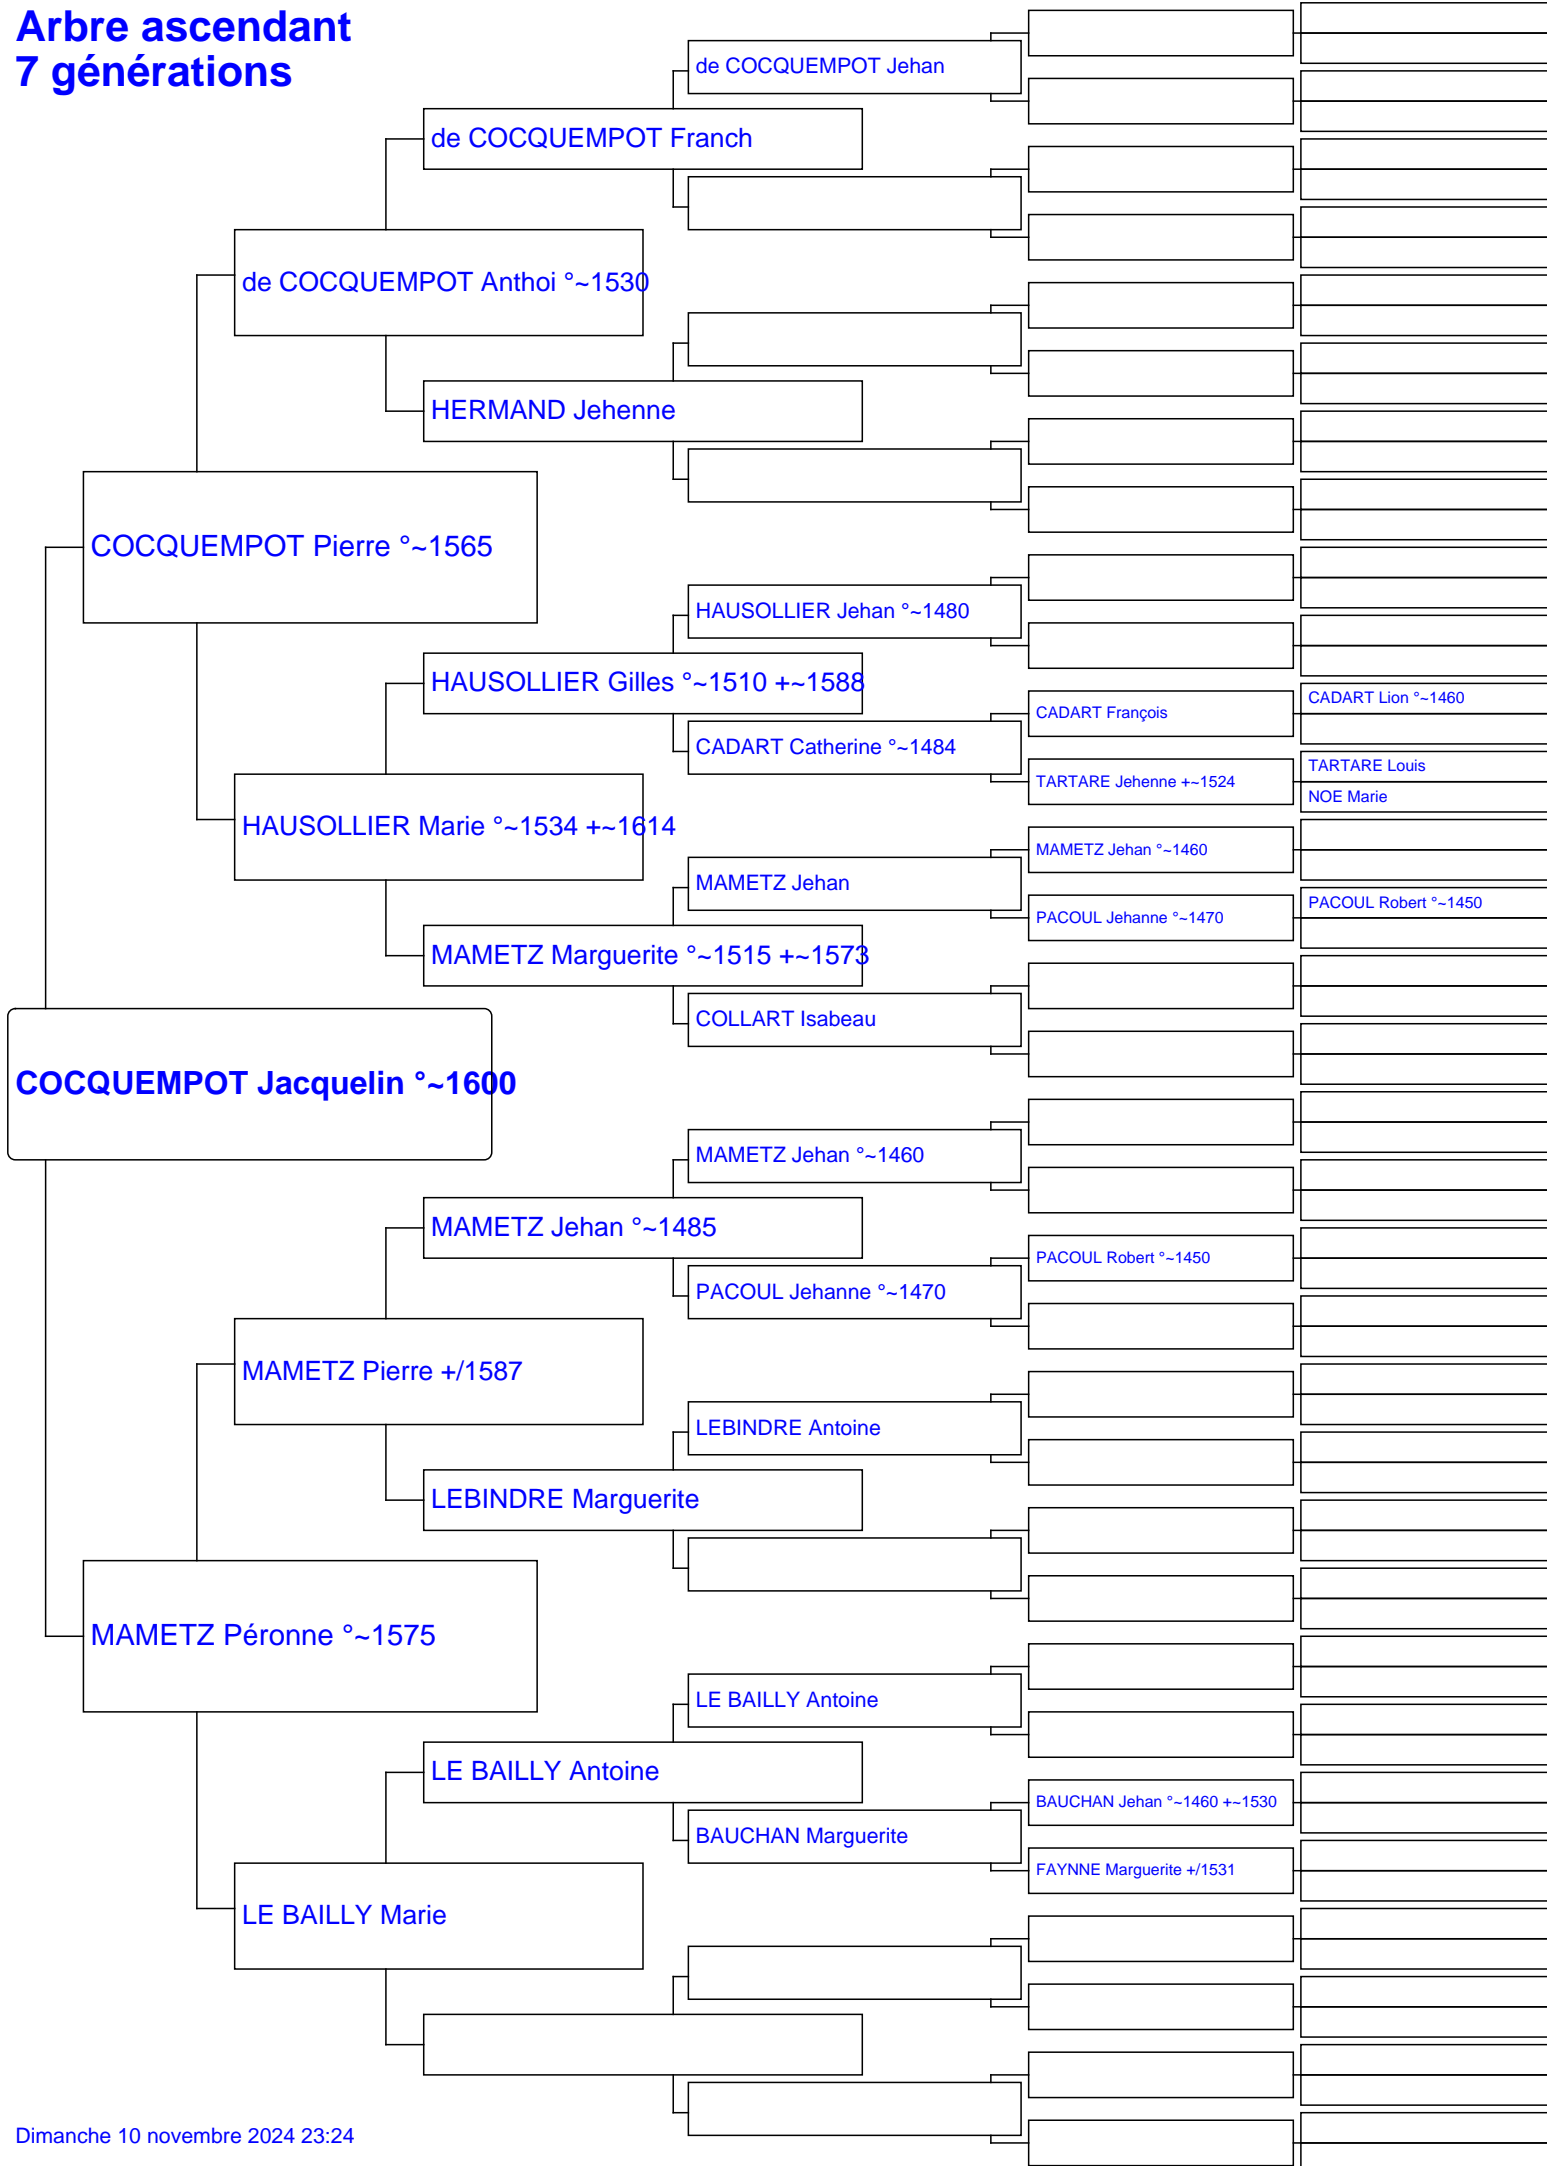 Arbre ascendant
7 générations
de COCQUEMPOT Jehan
de COCQUEMPOT Franch
de COCQUEMPOT Anthoi °~1530
HERMAND Jehenne
COCQUEMPOT Pierre °~1565
HAUSOLLIER Jehan °~1480
HAUSOLLIER Gilles °~1510 +~1588
CADART Lion °~1460
CADART François
CADART Catherine °~1484
TARTARE Louis
TARTARE Jehenne +~1524
NOE Marie
HAUSOLLIER Marie °~1534 +~1614
MAMETZ Jehan °~1460
MAMETZ Jehan
PACOUL Robert °~1450
PACOUL Jehanne °~1470
MAMETZ Marguerite °~1515 +~1573
COLLART Isabeau
COCQUEMPOT Jacquelin °~1600
MAMETZ Jehan °~1460
MAMETZ Jehan °~1485
PACOUL Robert °~1450
PACOUL Jehanne °~1470
MAMETZ Pierre +/1587
LEBINDRE Antoine
LEBINDRE Marguerite
MAMETZ Péronne °~1575
LE BAILLY Antoine
LE BAILLY Antoine
BAUCHAN Jehan °~1460 +~1530
BAUCHAN Marguerite
FAYNNE Marguerite +/1531
LE BAILLY Marie
Dimanche 10 novembre 2024 23:24